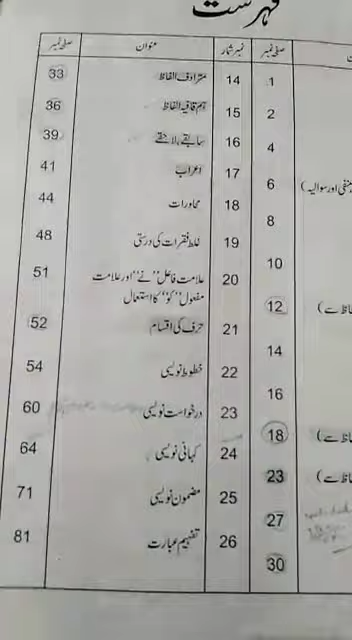 فہرست
صفحہ نمبر نمبر شمار عنوان صفحہ نمبر
1 14 مترادف الفاظ 33
2 15 ہم قافیہ الفاظ 36
4 16 سابقے، لاحقے 39
17 اعراب 41
منفی اور سوالیہ) 6
18 محاورات 44
8
19 غلط فقرات کی درستی 48
10
20 علامت فاعل "نے" اور علامت 51
مفعول "کو" کا استعمال
12
21 حرف کی اقسام 52
14
22 خطوط نویسی 54
16
23 درخواست نویسی 60
18
24 کہانی نویسی 64
23
25 مضمون نویسی 71
27
26 تفہیم عبارت 81
30